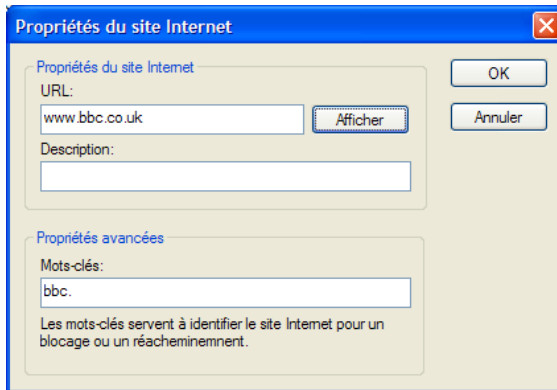 Propriétés du site Internet
Propriétés du site Internet
URL:
www.bbc.co.uk
Afficher
Description:
OK
Annuler
Propriétés avancées
Mots-clés:
bbc.
Les mots-clés servent à identifier le site Internet pour un
blocage ou un réacheminemnent.